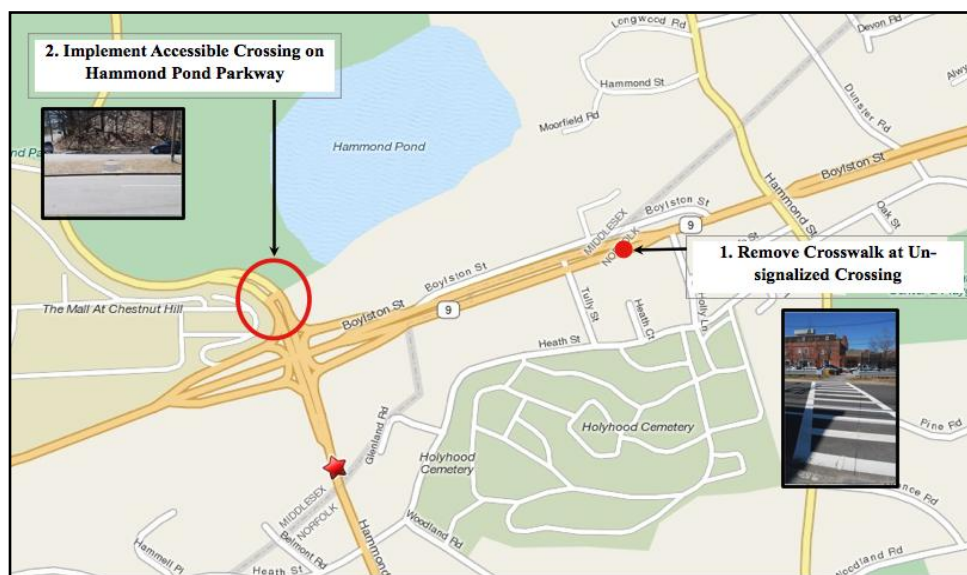 2. Implement Accessible Crossing on
Hammond Pond Parkway
Longwood Rd
Devon Rd
Hammond St
Dunster Rd
Moorfield Rd
Hammond Pond
Hammond St
Boylston St
Oak St
Boylston St
MIDDLESEX
NORFOLK
9
1. Remove Crosswalk at Un-
signalized Crossing
Boylston St
The Mall At Chestnut Hill
Boylston St
9
Tully St
Heath Ct
Holly Ln
Heath St
Glenland Rd
Holyhood Cemetery
Holyhood
Cemetery
Pine Rd
MIDDLESEX
NORFOLK
Woodland Rd
Hammond
Belmont Rd
Hammell Pl
Heath St
Woodland Rd